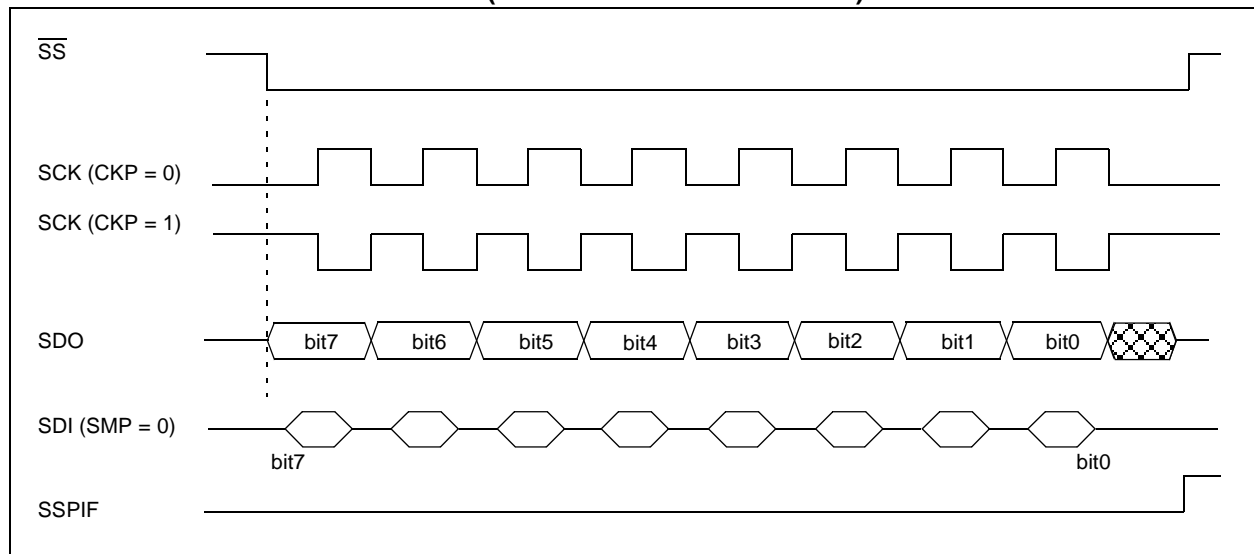 SS
SCK (CKP = 0)
SCK (CKP = 1)
SDO bit7 bit6 bit5 bit4 bit3 bit2 bit1 bit0
SDI (SMP = 0)
bit7 bit0
SSPIF